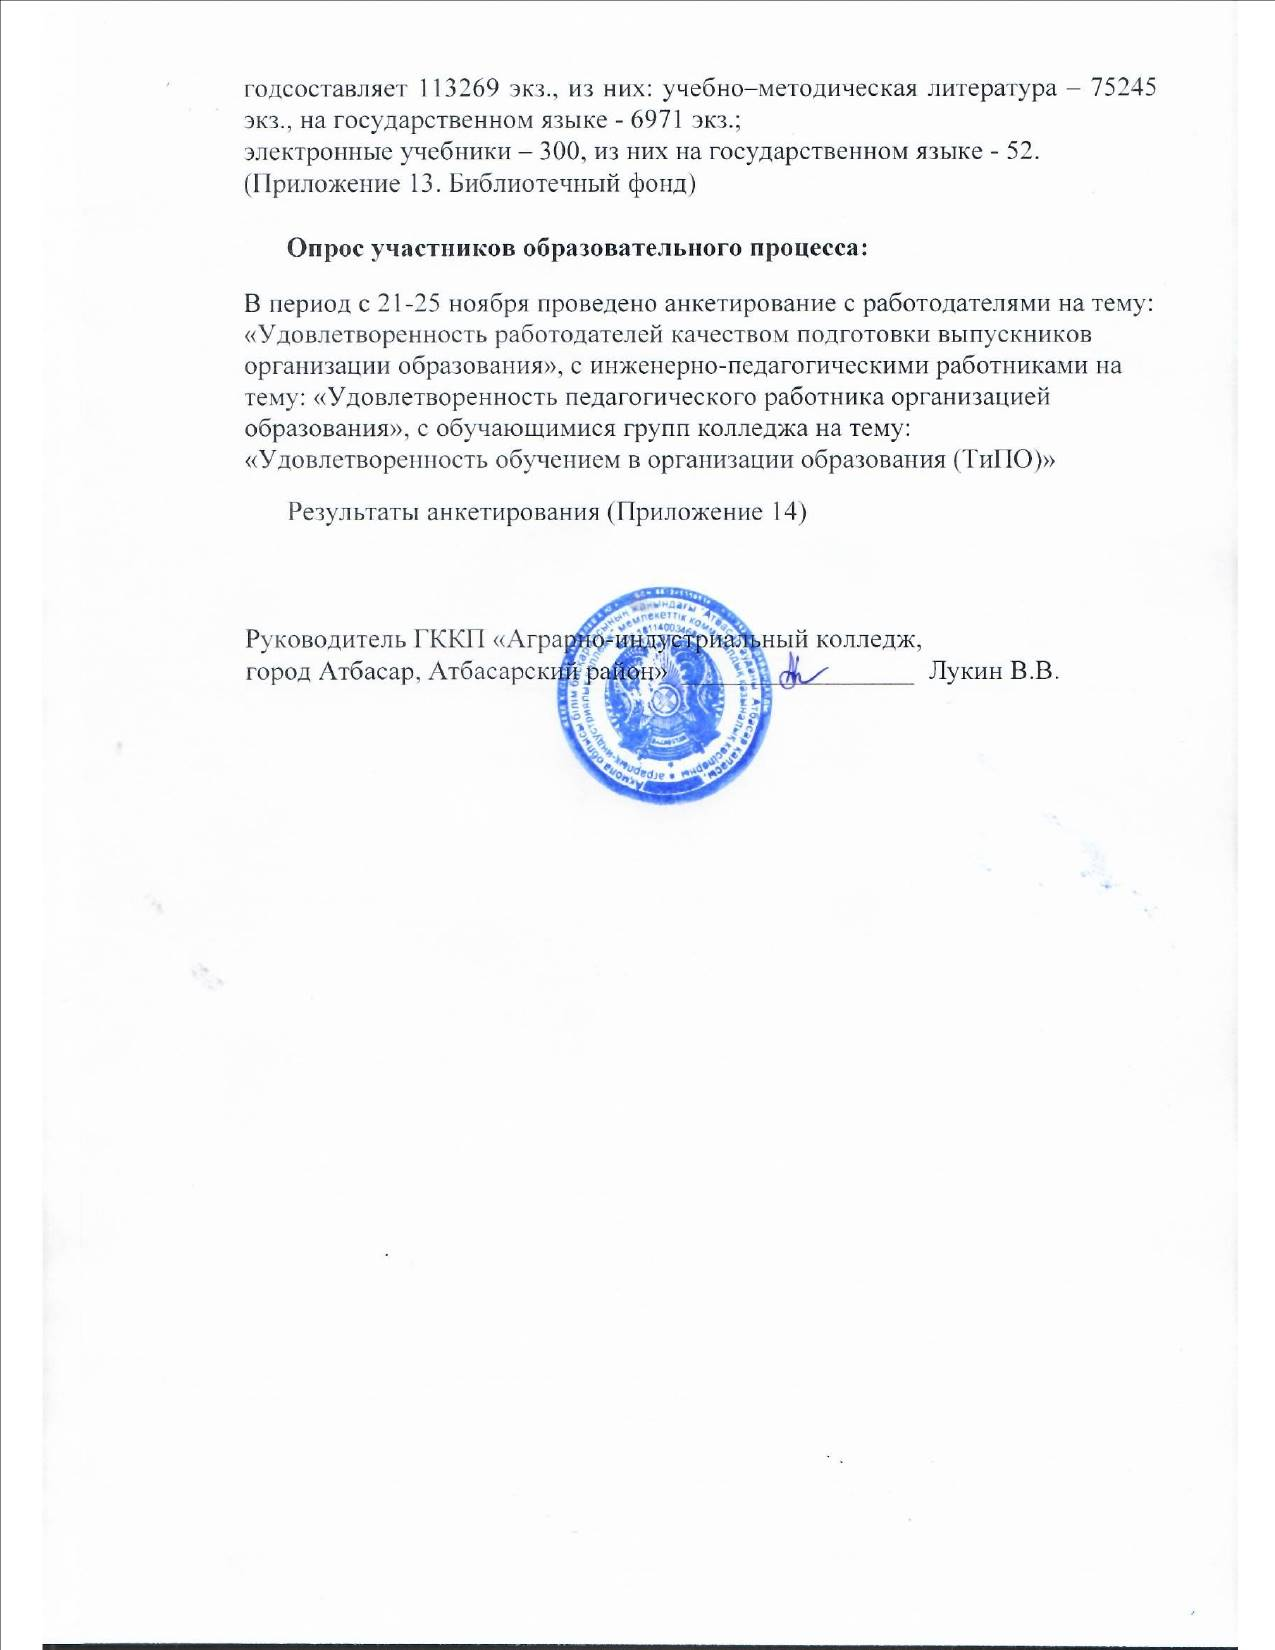 годсоставляет 113269 экз., из них: учебно–методическая литература – 75245
экз., на государственном языке - 6971 экз.;
электронные учебники – 300, из них на государственном языке - 52.
(Приложение 13. Библиотечный фонд)
Опрос участников образовательного процесса:
В период с 21-25 ноября проведено анкетирование с работодателями на тему:
«Удовлетворенность работодателей качеством подготовки выпускников
организации образования», с инженерно-педагогическими работниками на
тему: «Удовлетворенность педагогического работника организацией
образования», с обучающимися групп колледжа на тему:
«Удовлетворенность обучением в организации образования (ТиПО)»
Результаты анкетирования (Приложение 14)
Руководитель ГККП «Аграрно-индустриальный колледж,
город Атбасар, Атбасарский район» ________________ Лукин В.В.